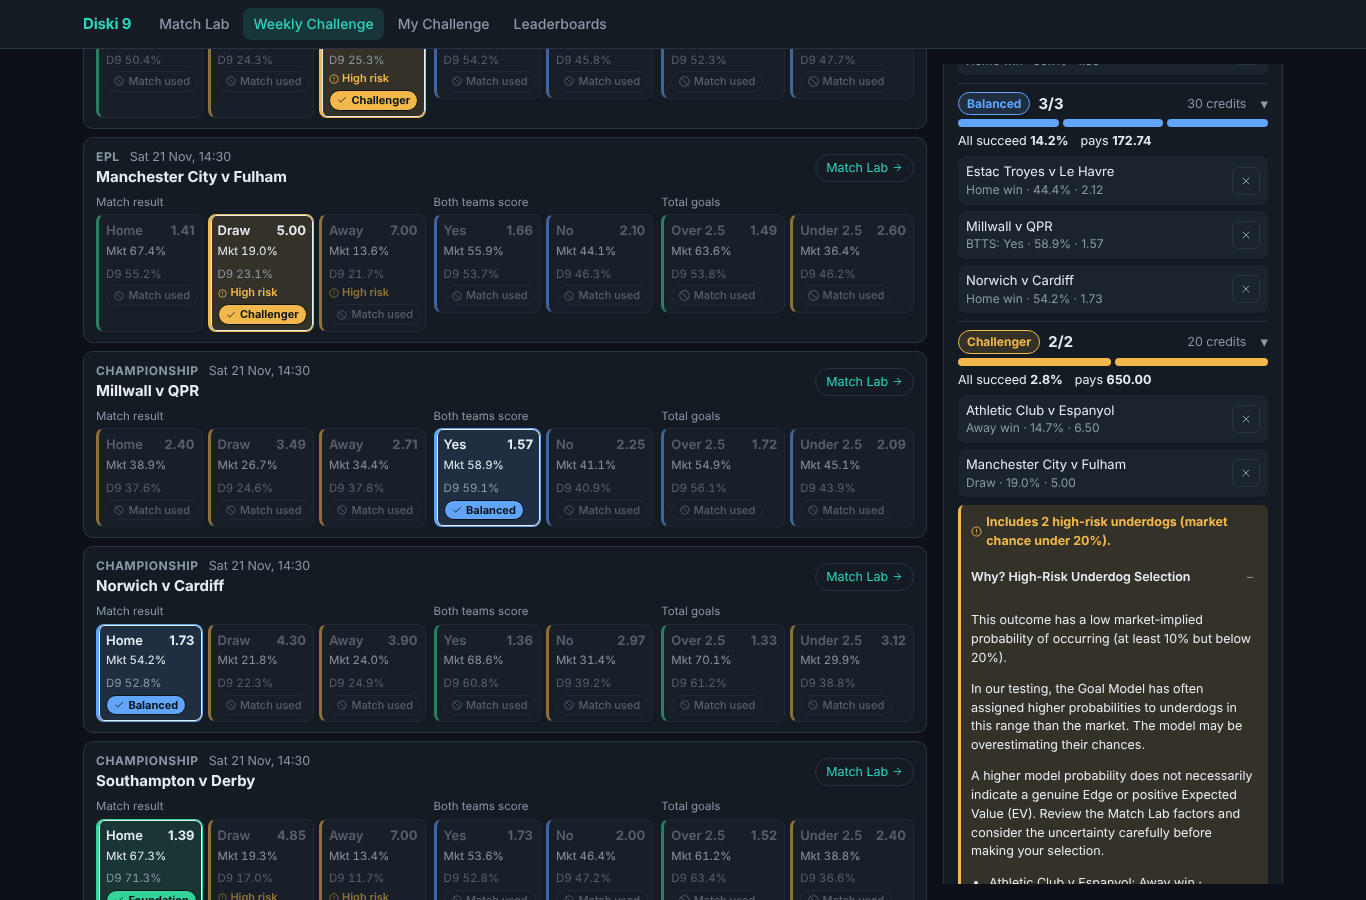 Diski 9 Match Lab Weekly Challenge My Challenge Leaderboards
D9 50.4% D9 24.3% D9 25.3% D9 54.2% D9 45.8% D9 52.3% D9 47.7%
Match used Match used High risk Match used Match used Match used Match used
Challenger
EPL Sat 21 Nov, 14:30
Manchester City v Fulham
Match Lab →
Match result Both teams score Total goals
Home 1.41 Draw 5.00 Away 7.00 Yes 1.66 No 2.10 Over 2.5 1.49 Under 2.5 2.60
Mkt 67.4% Mkt 19.0% Mkt 13.6% Mkt 55.9% Mkt 44.1% Mkt 63.6% Mkt 36.4%
D9 55.2% D9 23.1% D9 21.7% D9 53.7% D9 46.3% D9 53.8% D9 46.2%
Match used High risk High risk Match used Match used Match used Match used
Challenger Match used
CHAMPIONSHIP Sat 21 Nov, 14:30
Millwall v QPR
Match Lab →
Match result Both teams score Total goals
Home 2.40 Draw 3.49 Away 2.71 Yes 1.57 No 2.25 Over 2.5 1.72 Under 2.5 2.09
Mkt 38.9% Mkt 26.7% Mkt 34.4% Mkt 58.9% Mkt 41.1% Mkt 54.9% Mkt 45.1%
D9 37.6% D9 24.6% D9 37.8% D9 59.1% D9 40.9% D9 56.1% D9 43.9%
Match used Match used Match used Balanced Match used Match used Match used
CHAMPIONSHIP Sat 21 Nov, 14:30
Norwich v Cardiff
Match Lab →
Match result Both teams score Total goals
Home 1.73 Draw 4.30 Away 3.90 Yes 1.36 No 2.97 Over 2.5 1.33 Under 2.5 3.12
Mkt 54.2% Mkt 21.8% Mkt 24.0% Mkt 68.6% Mkt 31.4% Mkt 70.1% Mkt 29.9%
D9 52.8% D9 22.3% D9 24.9% D9 60.8% D9 39.2% D9 61.2% D9 38.8%
Balanced Match used Match used Match used Match used Match used Match used
CHAMPIONSHIP Sat 21 Nov, 14:30
Southampton v Derby
Match Lab →
Match result Both teams score Total goals
Home 1.39 Draw 4.85 Away 7.00 Yes 1.73 No 2.00 Over 2.5 1.52 Under 2.5 2.40
Mkt 67.3% Mkt 19.3% Mkt 13.4% Mkt 53.6% Mkt 46.4% Mkt 61.2% Mkt 38.8%
D9 71.3% D9 17.0% D9 11.7% D9 52.8% D9 47.2% D9 63.4% D9 36.6%
Foundation High risk High risk Match used Match used Match used Match used
Balanced 3/3 30 credits
All succeed 14.2% pays 172.74
Estac Troyes v Le Havre
Home win · 44.4% · 2.12
Millwall v QPR
BTTS: Yes · 58.9% · 1.57
Norwich v Cardiff
Home win · 54.2% · 1.73
Challenger 2/2 20 credits
All succeed 2.8% pays 650.00
Athletic Club v Espanyol
Away win · 14.7% · 6.50
Manchester City v Fulham
Draw · 19.0% · 5.00
Includes 2 high-risk underdogs (market
chance under 20%).
Why? High-Risk Underdog Selection –
This outcome has a low market-implied
probability of occurring (at least 10% but below
20%).
In our testing, the Goal Model has often
assigned higher probabilities to underdogs in
this range than the market. The model may be
overestimating their chances.
A higher model probability does not necessarily
indicate a genuine Edge or positive Expected
Value (EV). Review the Match Lab factors and
consider the uncertainty carefully before
making your selection.
• Athletic Club v Espanyol: Away win ·